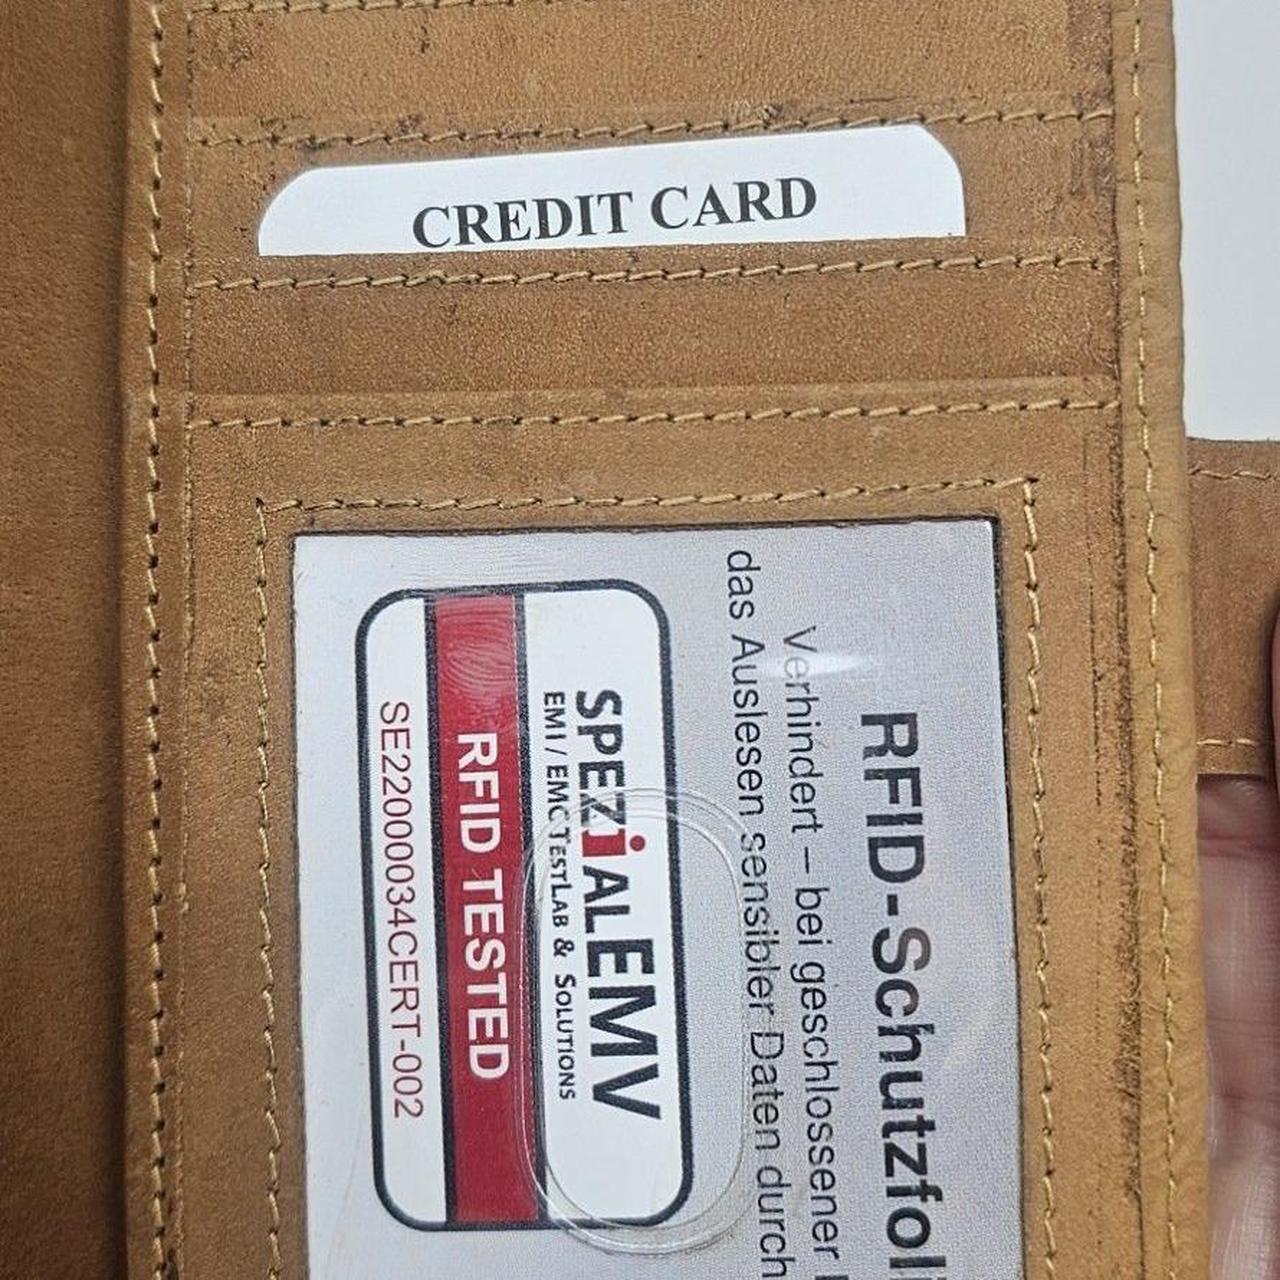 CREDIT CARD
RFID-Schutzfoli
Verhindert – bei geschlossener
das Auslesen sensibler Daten durch
SPEZiALEMV
EMI / EMC TESTLAB & SOLUTIONS
RFID TESTED
SE2200034CERT-002